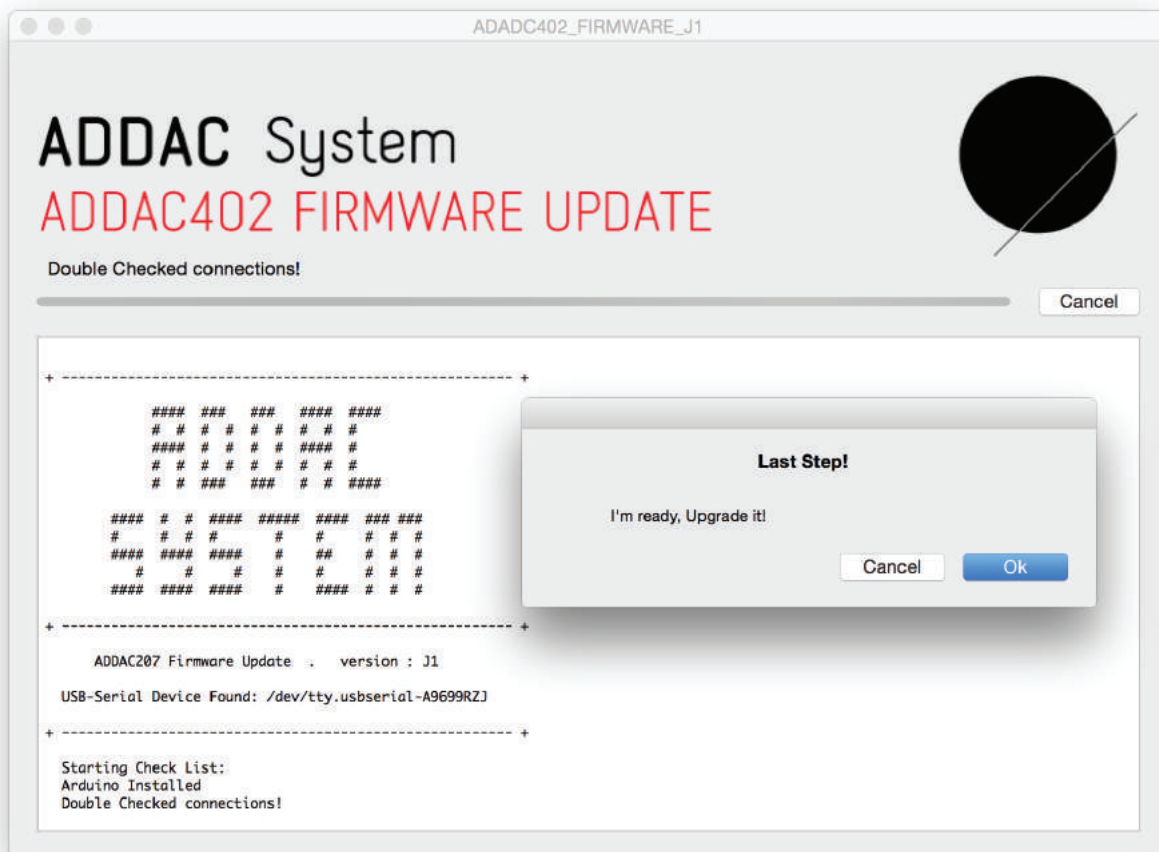 ADADC402_FIRMWARE_J1
ADDAC System
ADDAC402 FIRMWARE UPDATE
Double Checked connections!
Cancel
ADDAC
SYSTEM
ADDAC207 Firmware Update . version : J1
USB-Serial Device Found: /dev/tty.usbserial-A9699RZJ
Starting Check List:
Arduino Installed
Double Checked connections!
Last Step!
I'm ready, Upgrade it!
Cancel
Ok